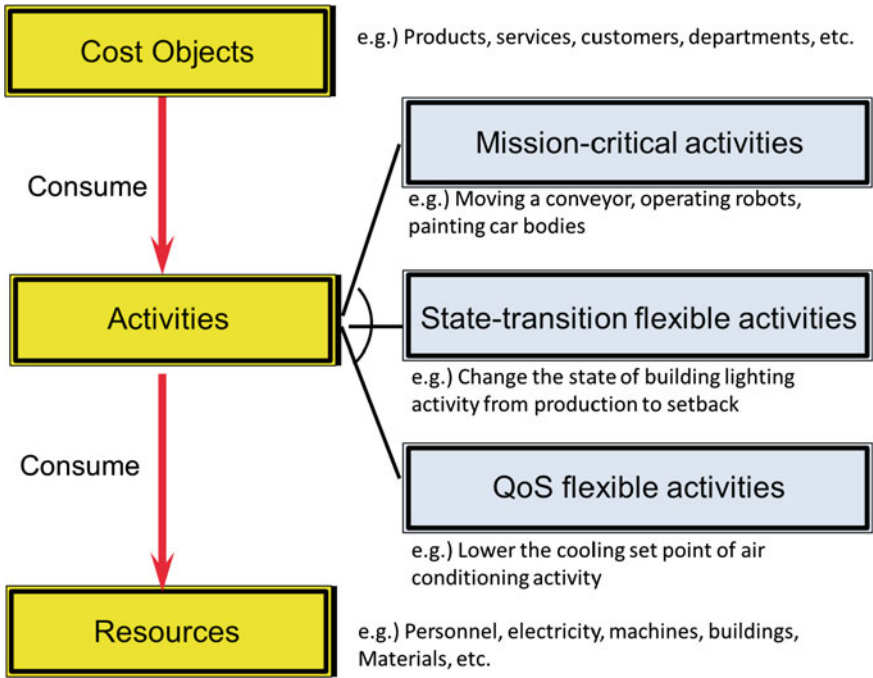 Cost Objects
e.g.) Products, services, customers, departments, etc.
Consume
Mission-critical activities
e.g.) Moving a conveyor, operating robots,
painting car bodies
Activities
State-transition flexible activities
e.g.) Change the state of building lighting
activity from production to setback
Consume
QoS flexible activities
e.g.) Lower the cooling set point of air
conditioning activity
Resources
e.g.) Personnel, electricity, machines, buildings,
Materials, etc.